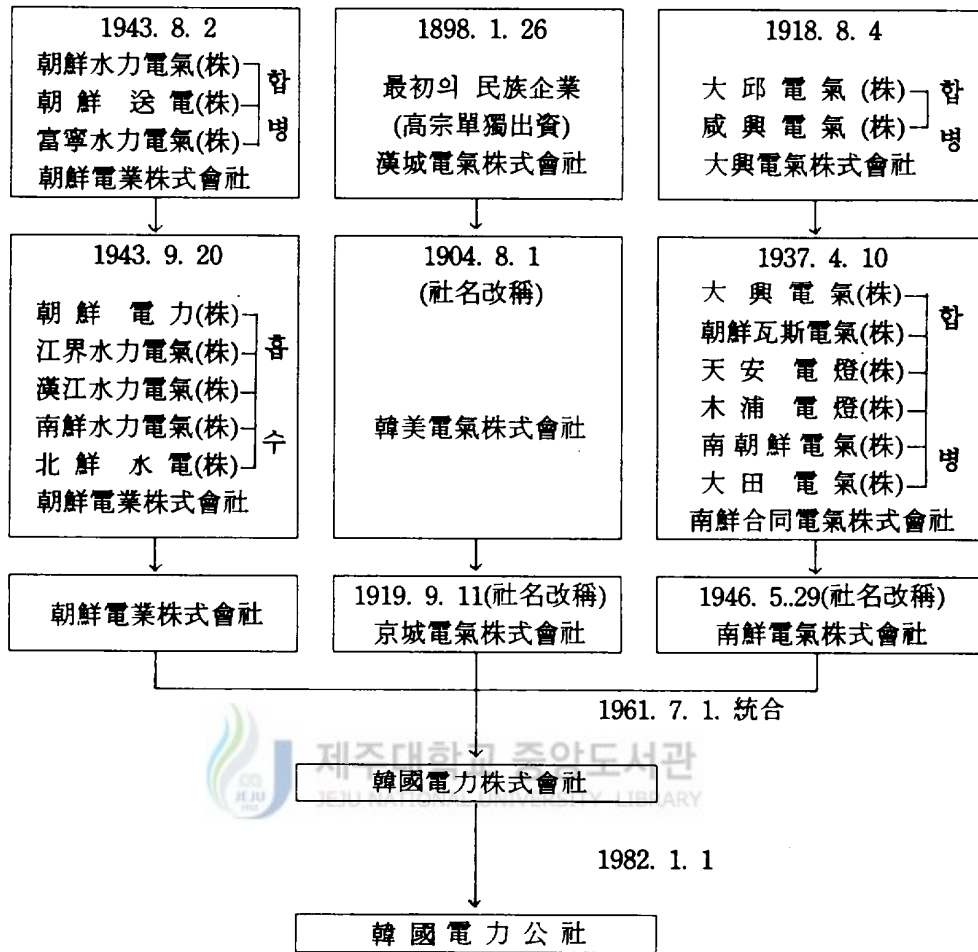 1943. 8. 2
朝鮮水力電氣(株)
朝鮮 送 電(株)
富寧水力電氣(株)
합
병
朝鮮電業株式會社
1898. 1. 26
最初의 民族企業
(高宗單獨出資)
漢城電氣株式會社
1918. 8. 4
大 邱 電 氣 (株)
咸 興 電 氣 (株)
합
병
大興電氣株式會社
1943. 9. 20
朝 鮮 電 力(株)
江界水力電氣(株)
漢江水力電氣(株)
南鮮水力電氣(株)
北 鮮 水 電(株)
흡
수
朝鮮電業株式會社
1904. 8. 1
(社名改稱)
韓美電氣株式會社
1937. 4. 10
大 興 電 氣(株)
朝鮮瓦斯電氣(株)
天 安 電 燈(株)
木 浦 電 燈(株)
南朝鮮電氣(株)
大 田 電 氣(株)
합
병
南鮮合同電氣株式會社
朝鮮電業株式會社
1919. 9. 11(社名改稱)
京城電氣株式會社
1946. 5..29(社名改稱)
南鮮電氣株式會社
1961. 7. 1. 統合
제주대학교 중앙도서관
JEJU NATIONAL UNIVERSITY LIBRARY
JEJU
1952
韓國電力株式會社
1982. 1. 1
韓 國 電 力 公 社